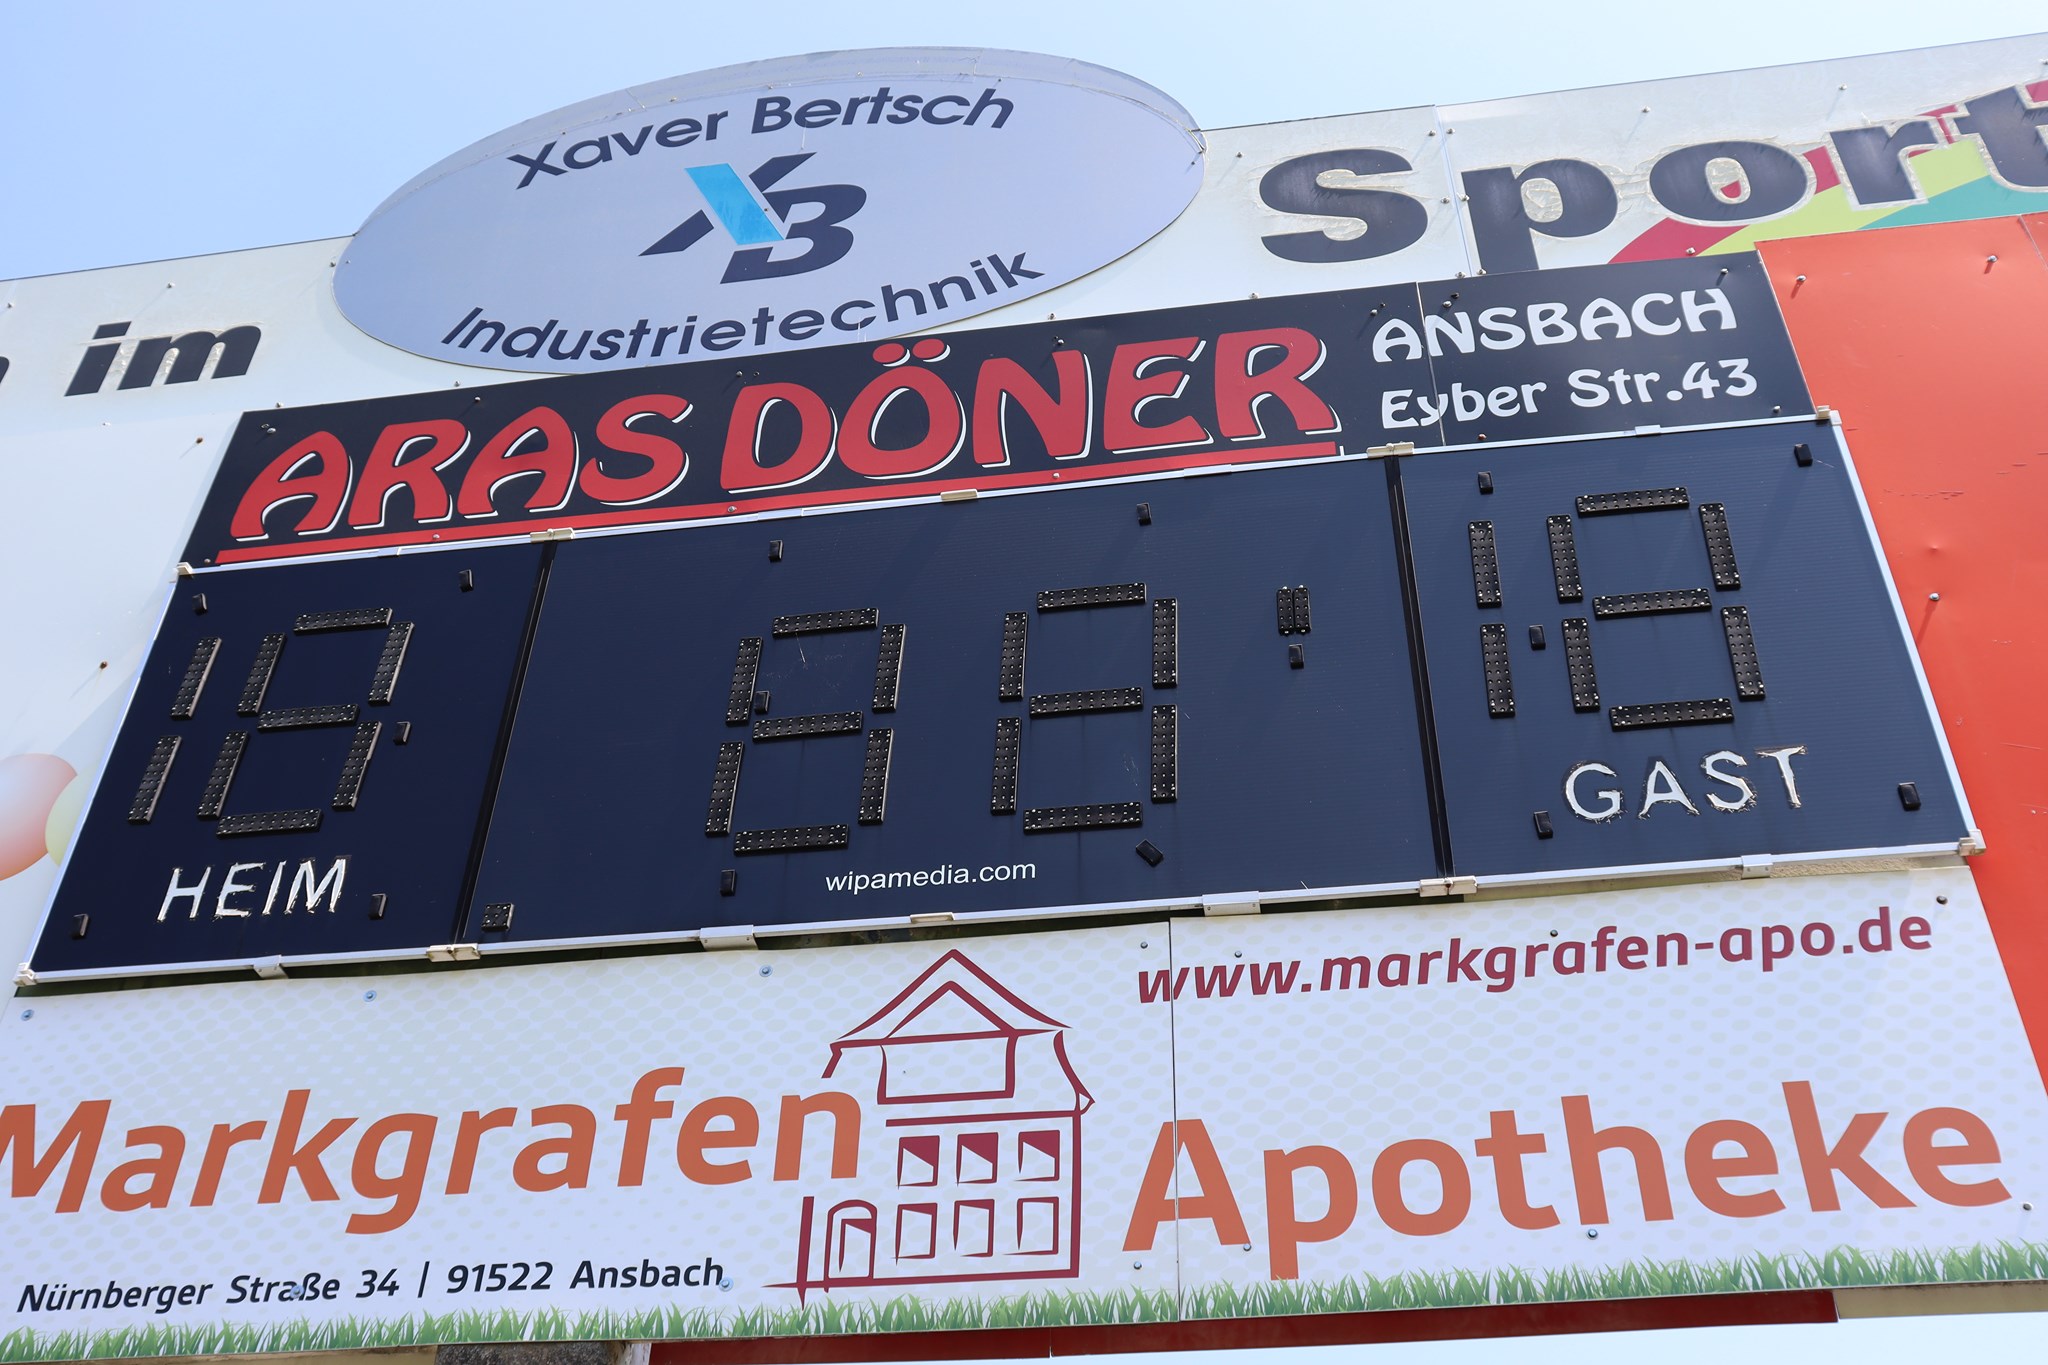 Xaver Bertsch
XB
Industrietechnik
im
Sport
ARAS DÖNER
ANSBACH
Eyber Str.43
HEIM
GAST
wipamedia.com
www.markgrafen-apo.de
Markgrafen Apotheke
Nürnberger Straße 34 | 91522 Ansbach